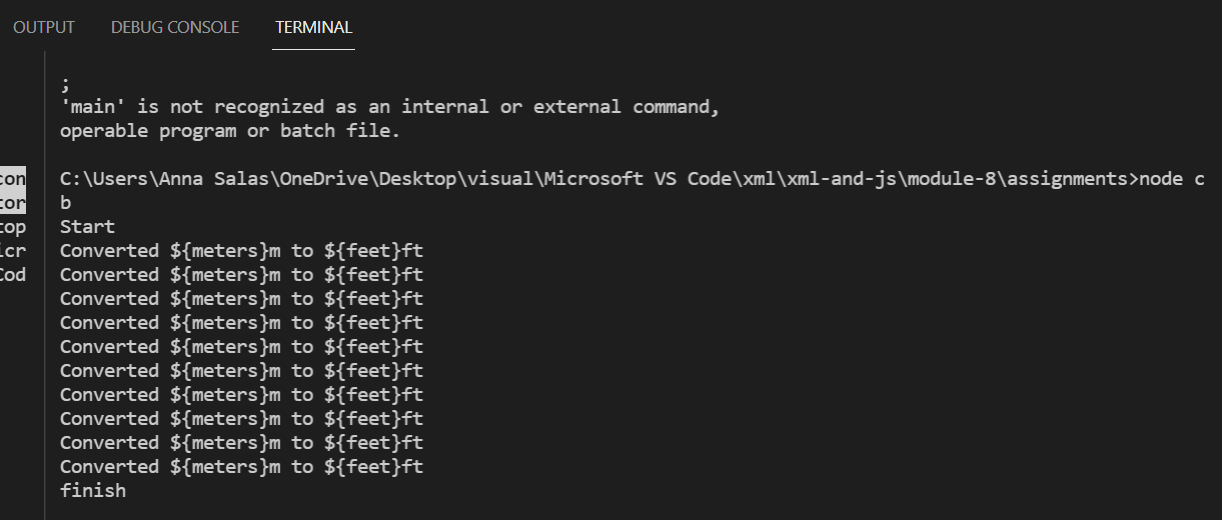 OUTPUT DEBUG CONSOLE TERMINAL
;
'main' is not recognized as an internal or external command,
operable program or batch file.
con
tor
top
icr
Cod
C:\Users\Anna Salas\OneDrive\Desktop\visual\Microsoft VS Code\xml\xml-and-js\module-8\assignments>node c
b
Start
Converted ${meters}m to ${feet}ft
Converted ${meters}m to ${feet}ft
Converted ${meters}m to ${feet}ft
Converted ${meters}m to ${feet}ft
Converted ${meters}m to ${feet}ft
Converted ${meters}m to ${feet}ft
Converted ${meters}m to ${feet}ft
Converted ${meters}m to ${feet}ft
Converted ${meters}m to ${feet}ft
Converted ${meters}m to ${feet}ft
finish